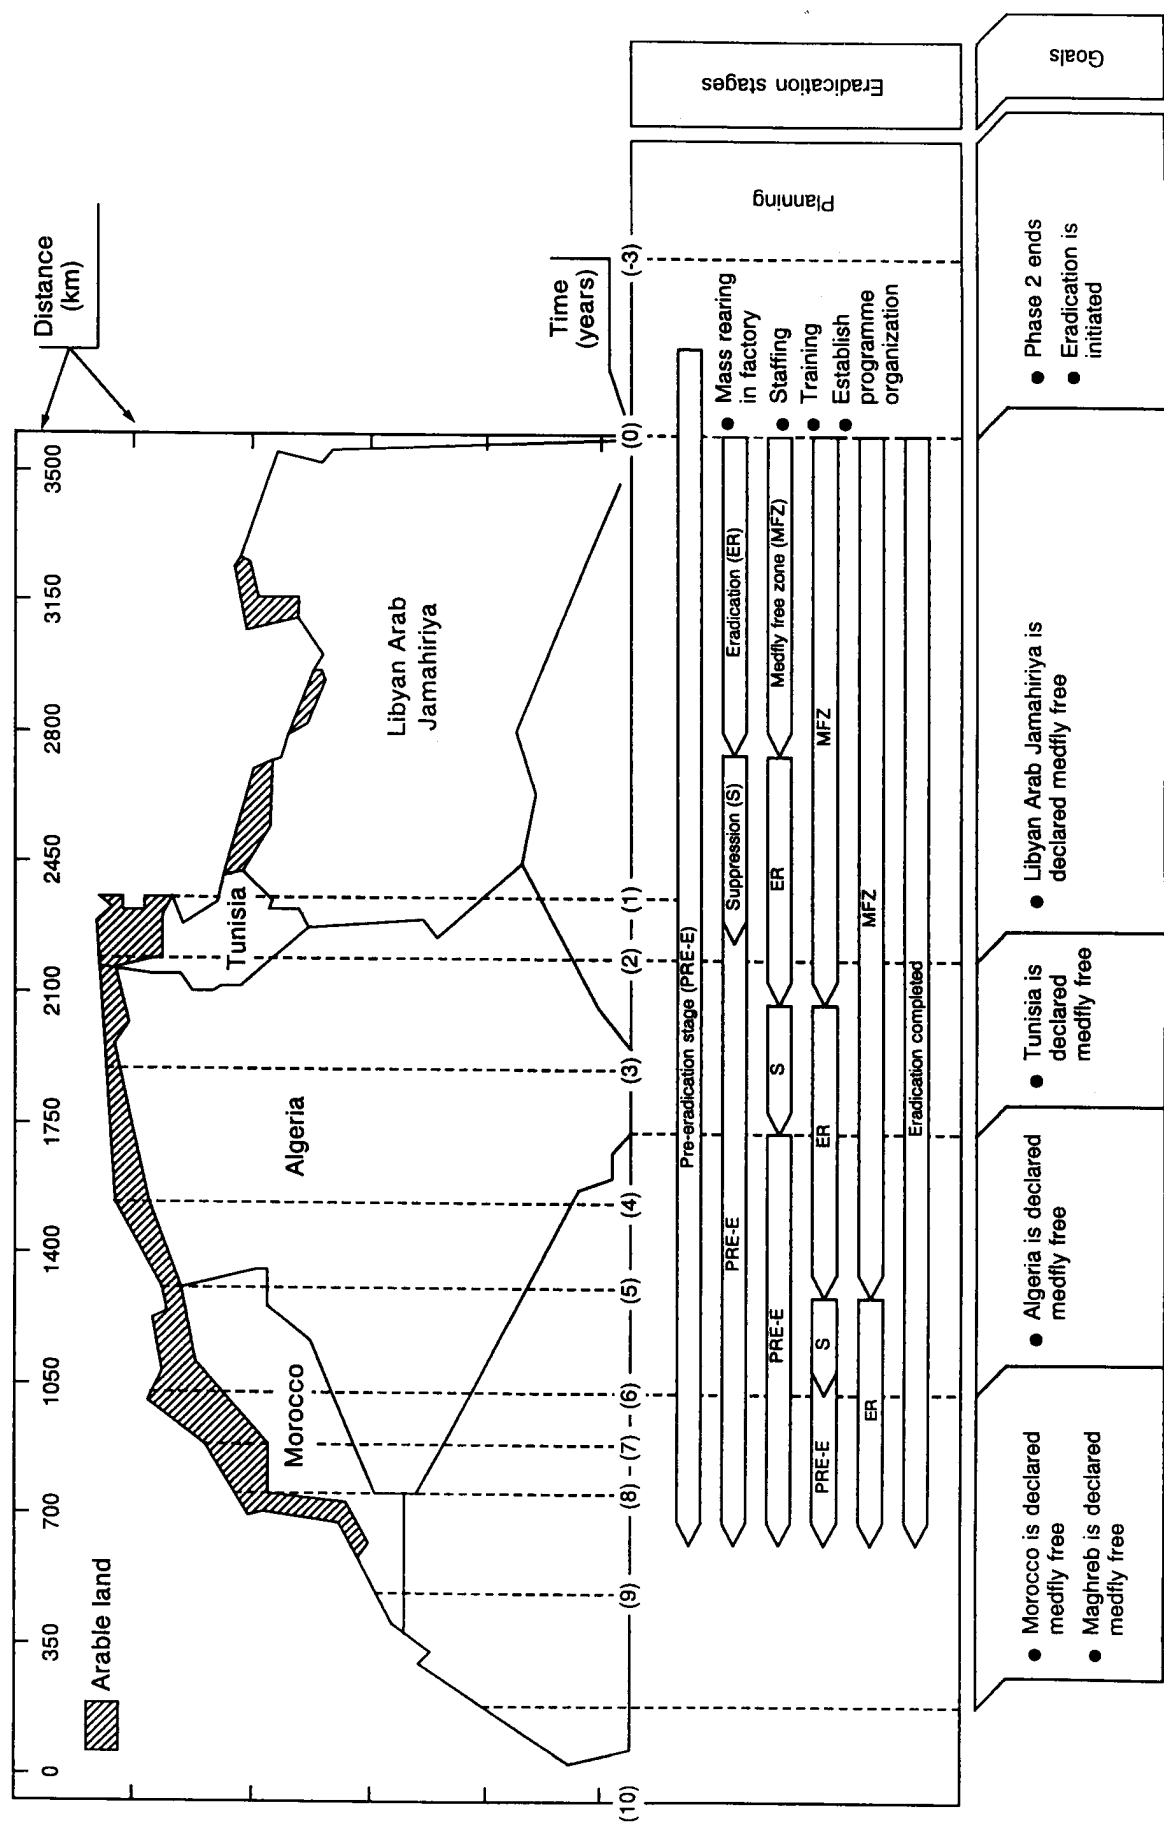 Distance
(km)
0
350
700
1050
1400
1750
2100
2450
2800
3150
3500
Arable land
Morocco
Algeria
Tunisia
Libyan Arab
Jamahiriya
Time
(years)
(10)
(9)
(8)
(7)
(6)
(5)
(4)
(3)
(2)
(1)
(0)
(-3)
Pre-eradication stage (PRE-E)
PRE-E
Suppression (S)
Eradication (ER)
PRE-E
S
ER
Medfly free zone (MFZ)
PRE-E
S
ER
MFZ
ER
MFZ
Eradication completed
● Mass rearing
in factory
● Staffing
● Training
● Establish
programme
organization
Planning
Eradication stages
● Morocco is declared
medfly free
● Maghreb is declared
medfly free
● Algeria is declared
medfly free
● Tunisia is
declared
medfly free
● Libyan Arab Jamahiriya is
declared medfly free
● Phase 2 ends
● Eradication is
initiated
Goals